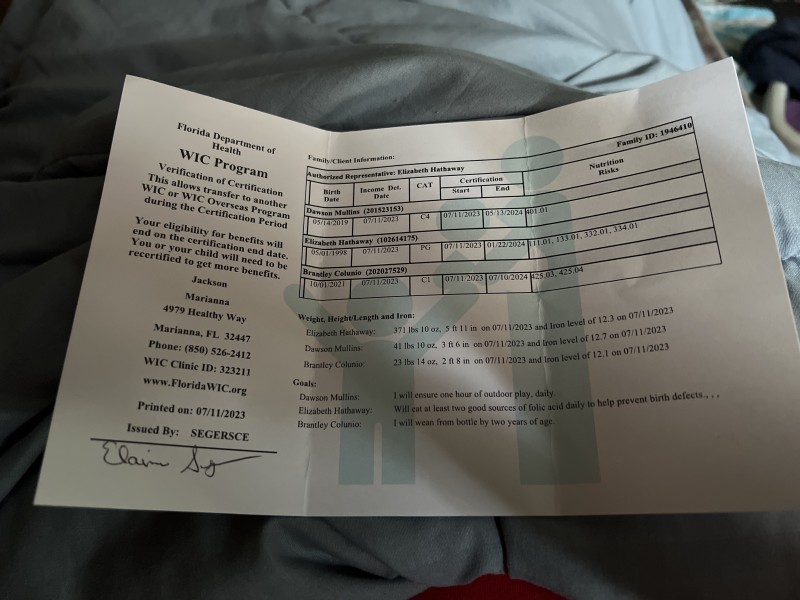 Florida Department of
Health
WIC Program
Verification of Certification
This allows transfer to another
WIC or WIC Overseas Program
during the Certification Period
Your eligibility for benefits will
end on the certification end date.
You or your child will need to be
recertified to get more benefits.
Jackson
Marianna
4979 Healthy Way
Marianna, FL 32447
Phone: (850) 526-2412
WIC Clinic ID: 323211
www.FloridaWIC.org
Printed on: 07/11/2023
Issued By: SEGERSCE
Family/Client Information:
Family ID: 1946410
Authorized Representative: Elizabeth Hathaway
Birth Date Income Det. Date CAT Certification Start End Nutrition Risks
Dawson Mullins (201523153)
05/14/2019 07/11/2023 C4 07/11/2023 05/13/2024 401.01
Elizabeth Hathaway (102614175)
05/01/1998 07/11/2023 PG 07/11/2023 01/22/2024 111.01, 133.01, 332.01, 334.01
Brantley Colunio (202027529)
10/01/2021 07/11/2023 C1 07/11/2023 07/10/2024 425.03, 425.04
Weight, Height/Length and Iron:
Elizabeth Hathaway: 371 lbs 10 oz, 5 ft 11 in on 07/11/2023 and Iron level of 12.3 on 07/11/2023
Dawson Mullins: 41 lbs 10 oz, 3 ft 6 in on 07/11/2023 and Iron level of 12.7 on 07/11/2023
Brantley Colunio: 23 lbs 14 oz, 2 ft 8 in on 07/11/2023 and Iron level of 12.1 on 07/11/2023
Goals:
Dawson Mullins: I will ensure one hour of outdoor play, daily
Elizabeth Hathaway: Will eat at least two good sources of folic acid daily to help prevent birth defects., , ,
Brantley Colunio: I will wean from bottle by two years of age